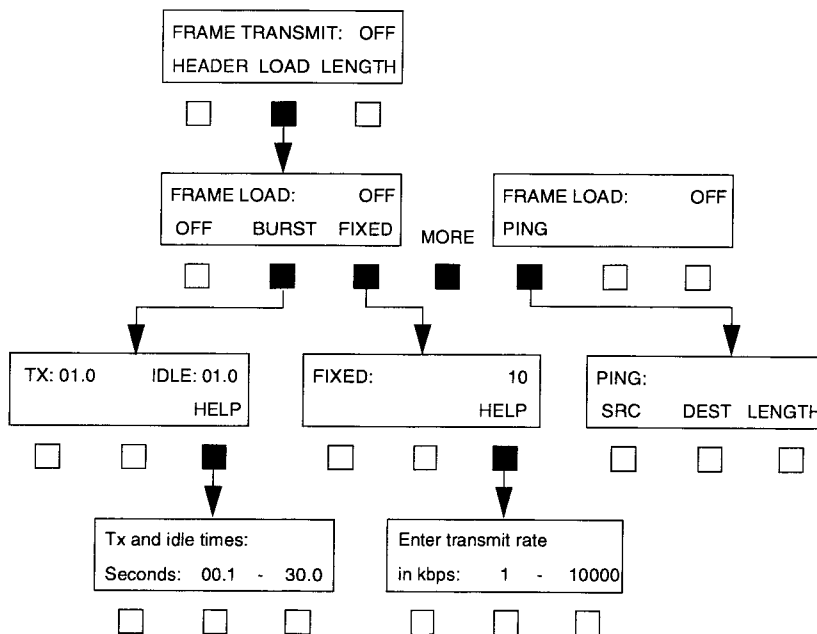 FRAME TRANSMIT: OFF
HEADER LOAD LENGTH
FRAME LOAD: OFF
OFF BURST FIXED
MORE
FRAME LOAD: OFF
PING
TX: 01.0 IDLE: 01.0
HELP
FIXED: 10
HELP
PING:
SRC DEST LENGTH
Tx and idle times:
Seconds: 00.1 - 30.0
Enter transmit rate
in kbps: 1 - 10000